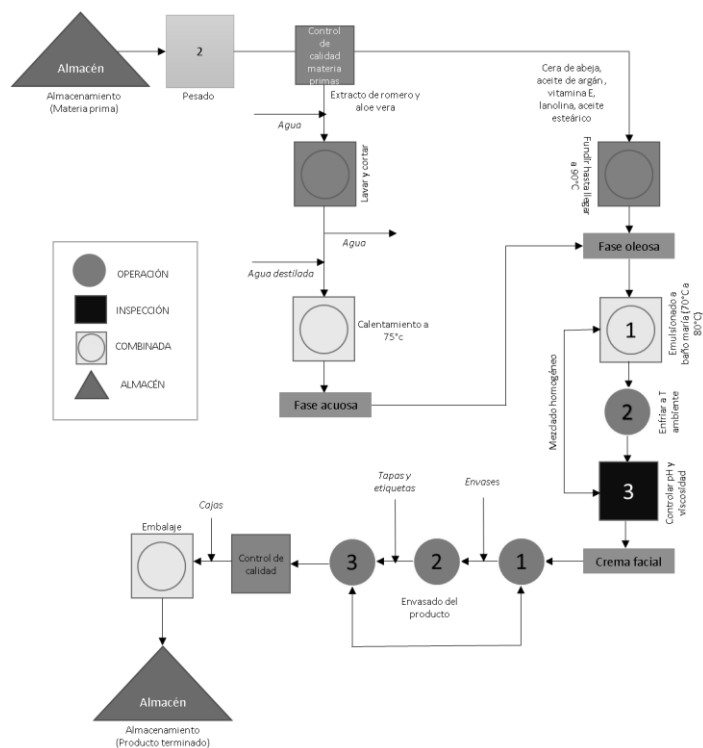 Almacén
Almacenamiento
(Materia prima)
2
Pesado
Control
de
calidad
materia
primas
Extracto de romero y
aloe vera
Agua
Lavar y cortar
Agua
Agua destilada
Calentamiento a
75°c
Fase acuosa
Cera de abeja,
aceite de argán,
vitamina E,
lanolina, aceite
esteárico
Fundir hasta llegar
a 90°C
Fase oleosa
1
Emulsionado a
baño maría (70°C a
80°C)
Mezclado homogéneo
2
Enfriar a T
ambiente
3
Controlar pH y
viscosidad
Crema facial
OPERACIÓN
INSPECCIÓN
COMBINADA
ALMACÉN
Envases
Tapas y
etiquetas
1
2
3
Envasado del
producto
Control de
calidad
Cajas
Embalaje
Almacén
Almacenamiento
(Producto terminado)